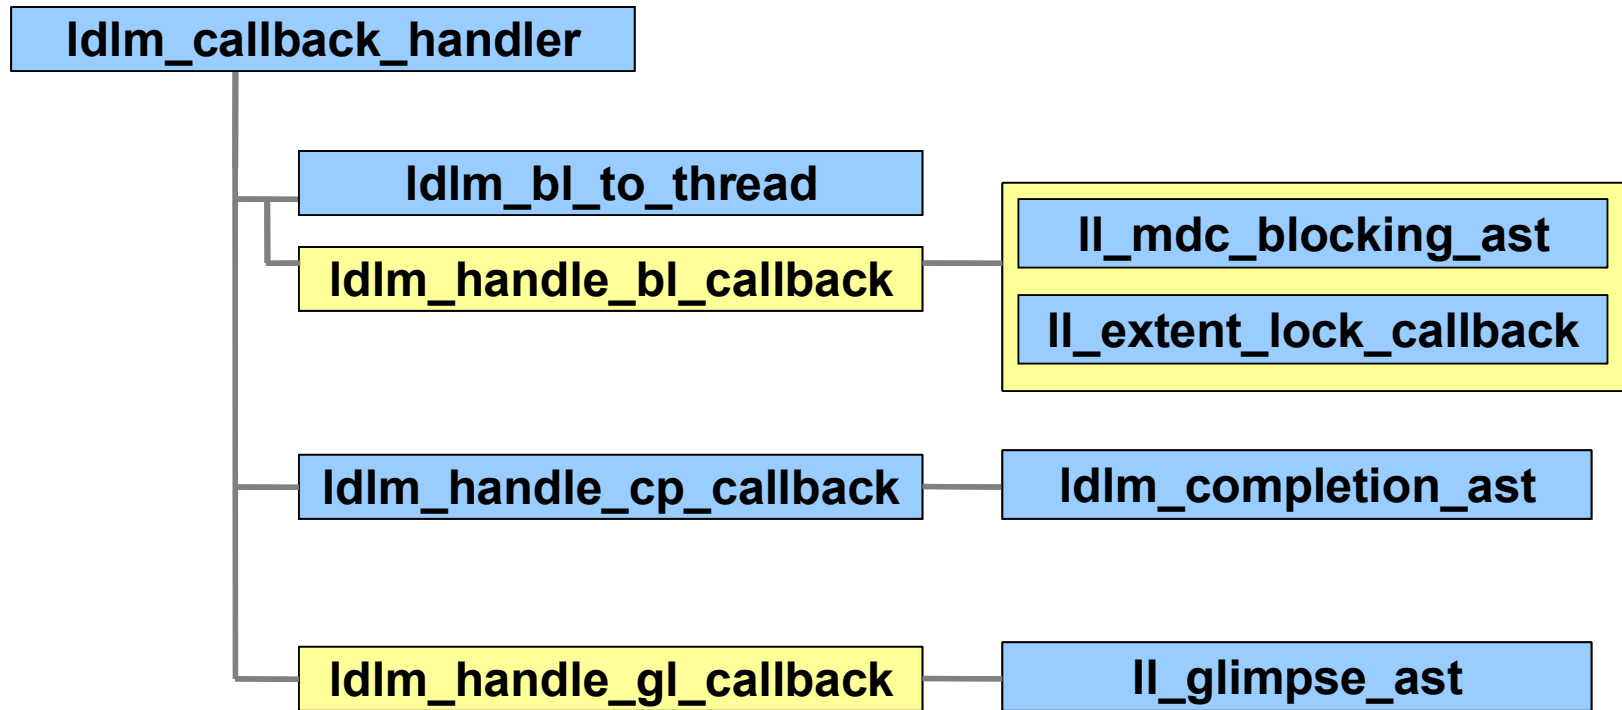 ldlm_callback_handler
ldlm_bl_to_thread
ll_mdc_blocking_ast
ldlm_handle_bl_callback
ll_extent_lock_callback
ldlm_handle_cp_callback
ldlm_completion_ast
ldlm_handle_gl_callback
ll_glimpse_ast